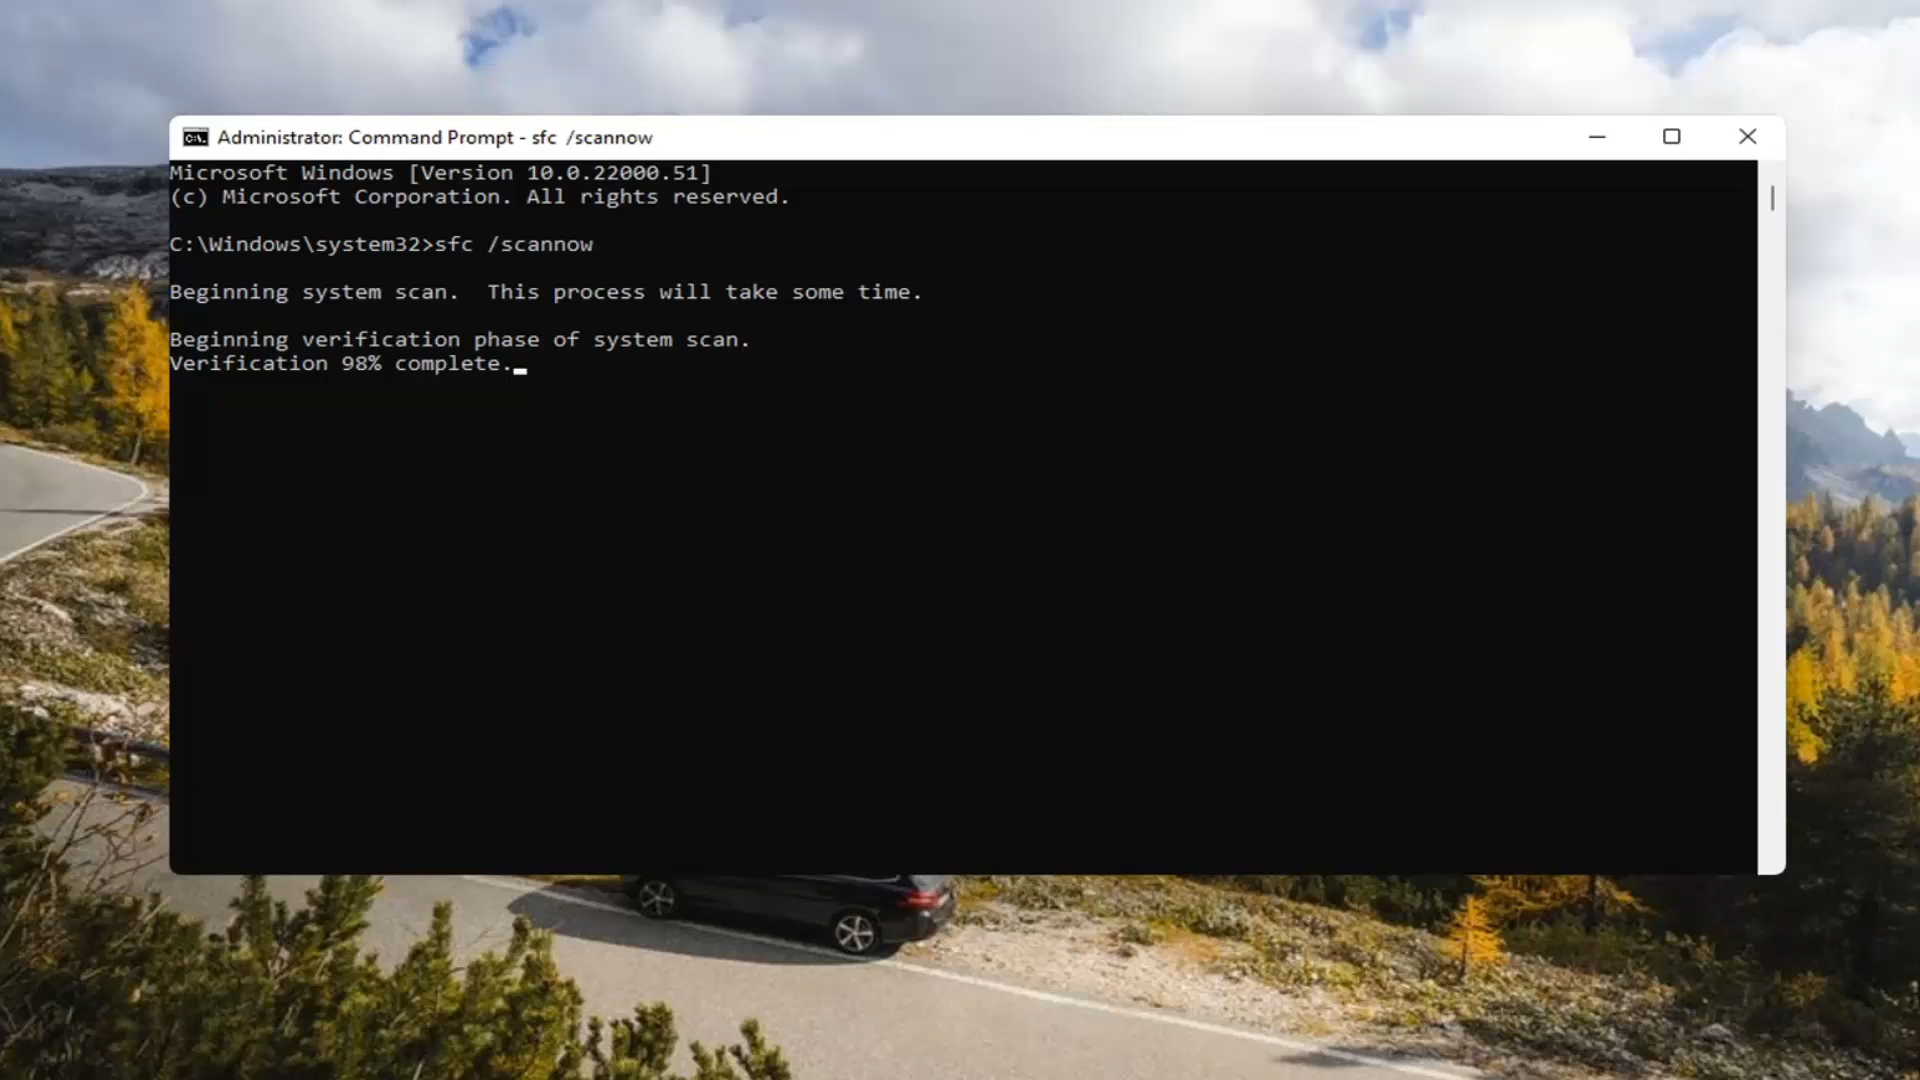 Administrator: Command Prompt - sfc  /scannow
Microsoft Windows [Version 10.0.22000.51]
(c) Microsoft Corporation. All rights reserved.
C:\Windows\system32>sfc /scannow
Beginning system scan.  This process will take some time.
Beginning verification phase of system scan.
Verification 98% complete.